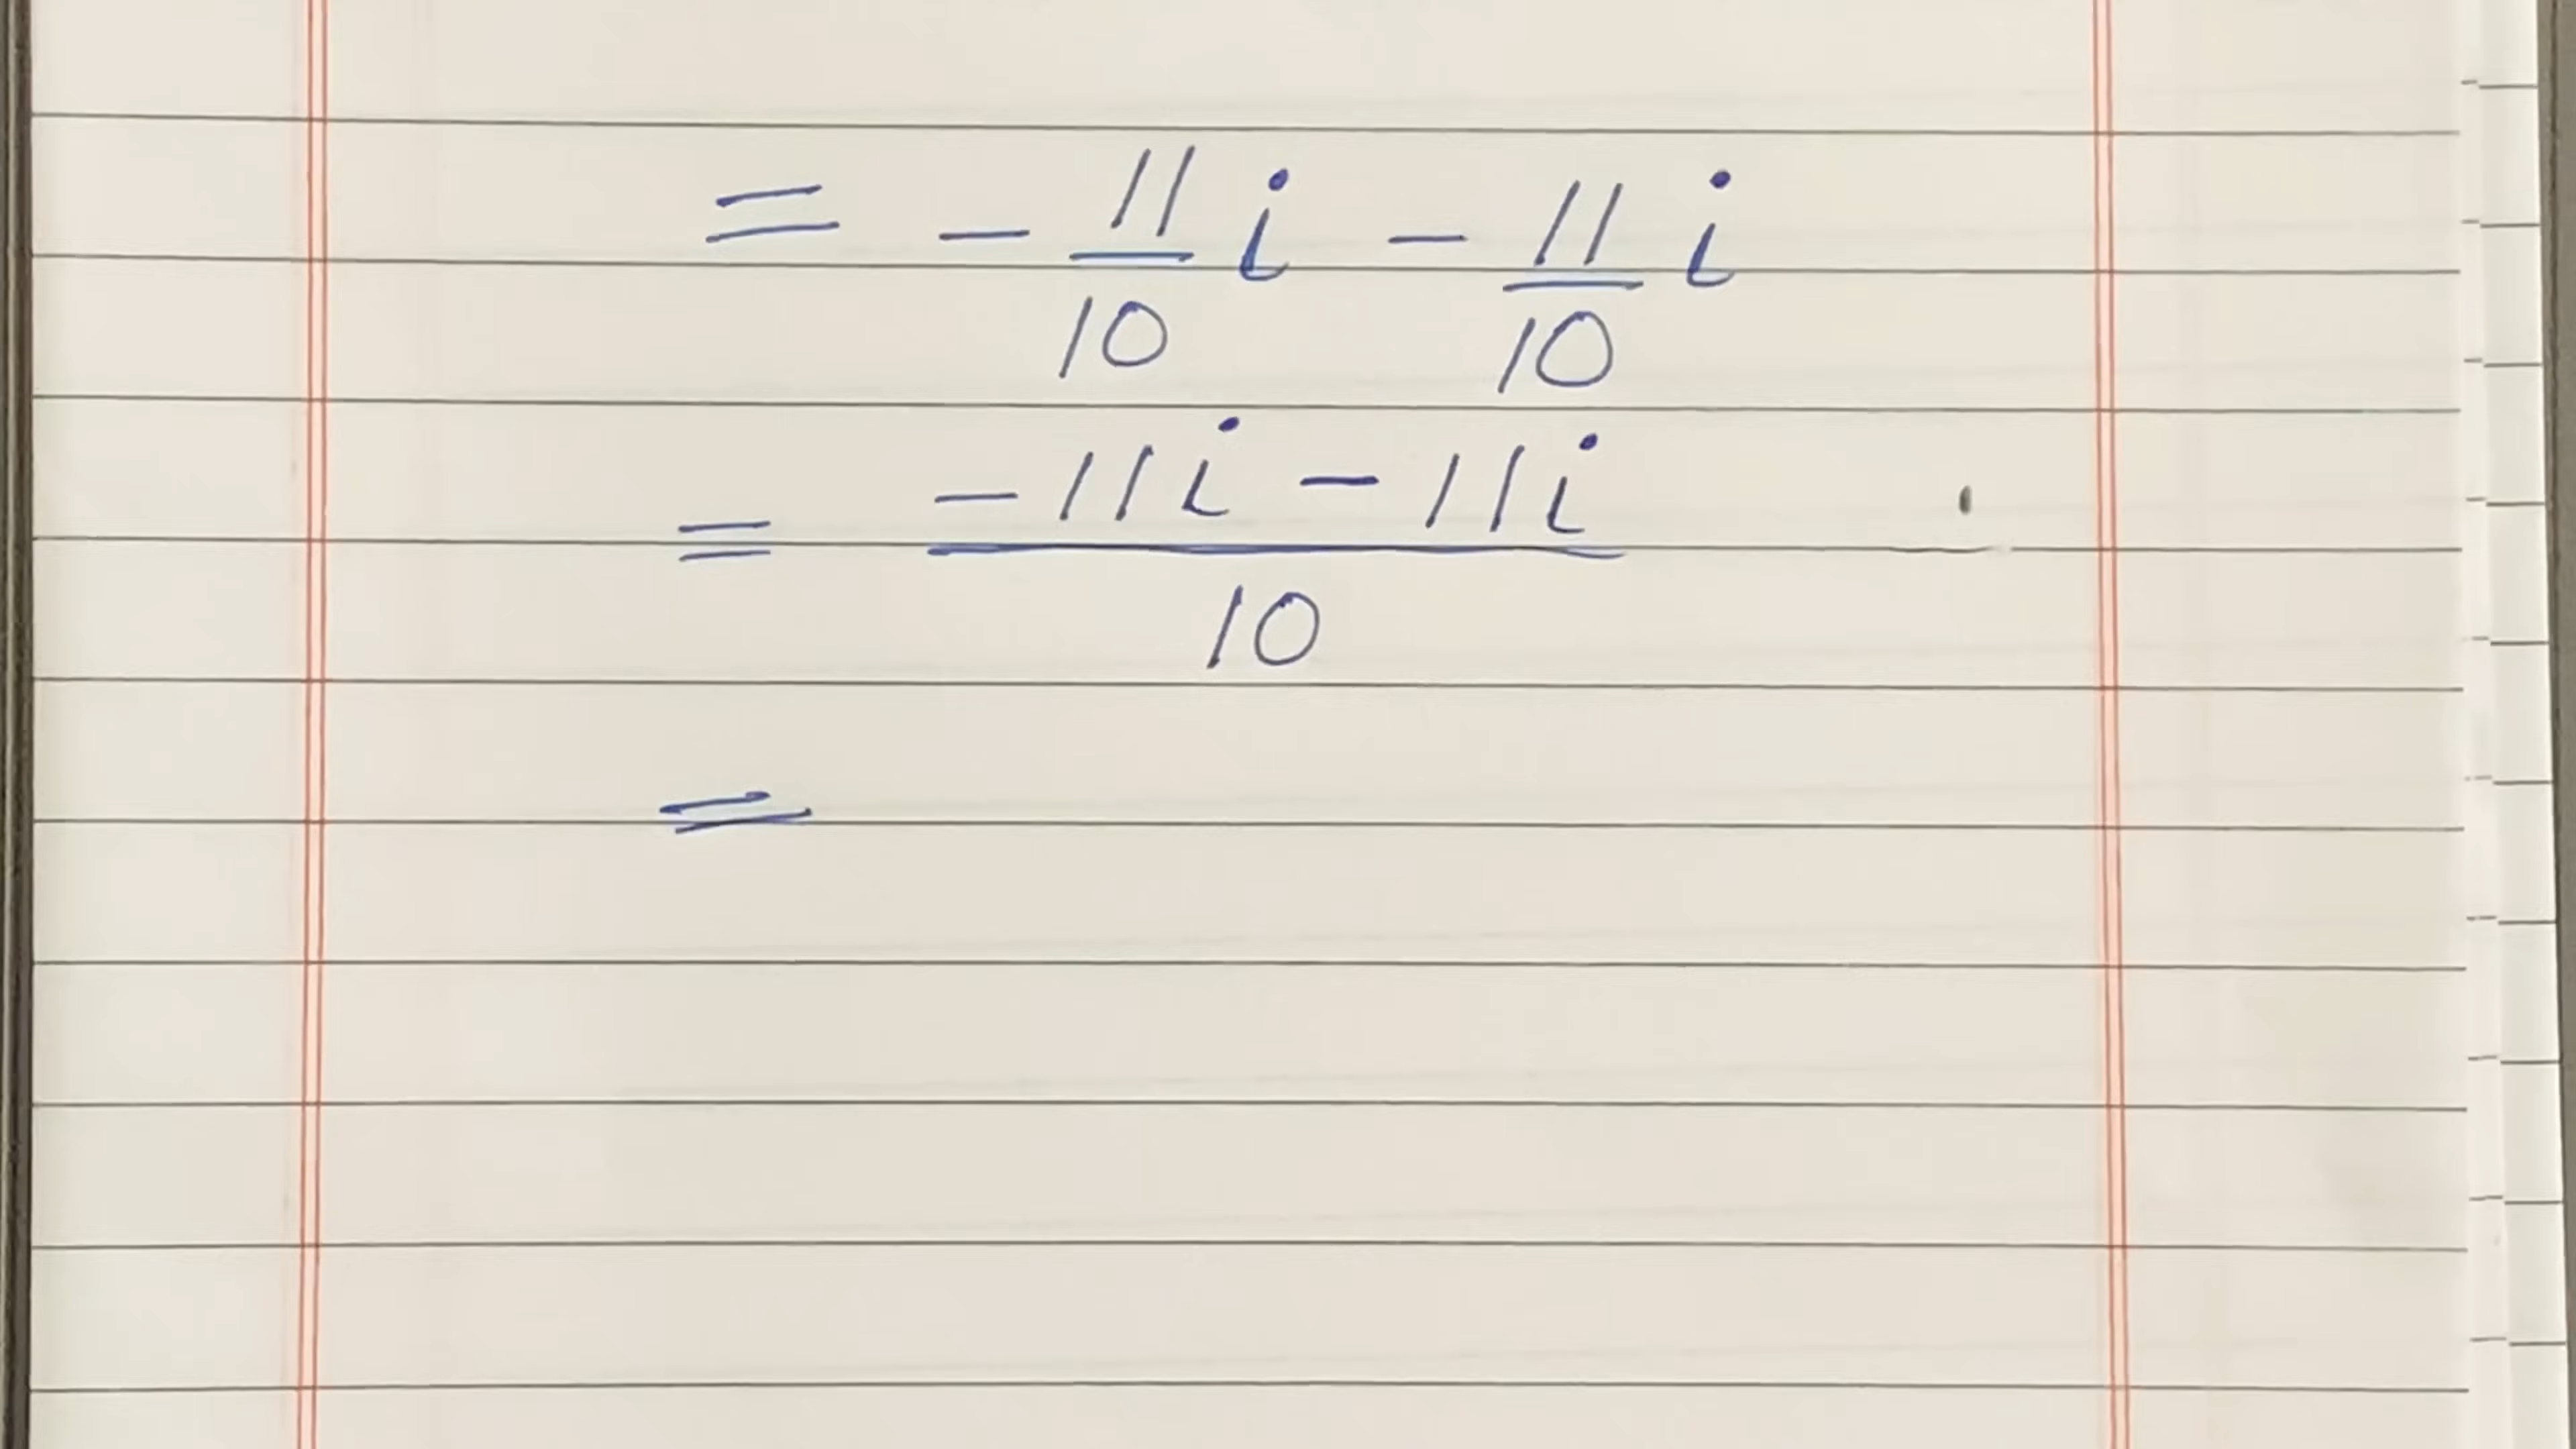 = - 11/10 i - 11/10 i
= (-11i - 11i)/10
=